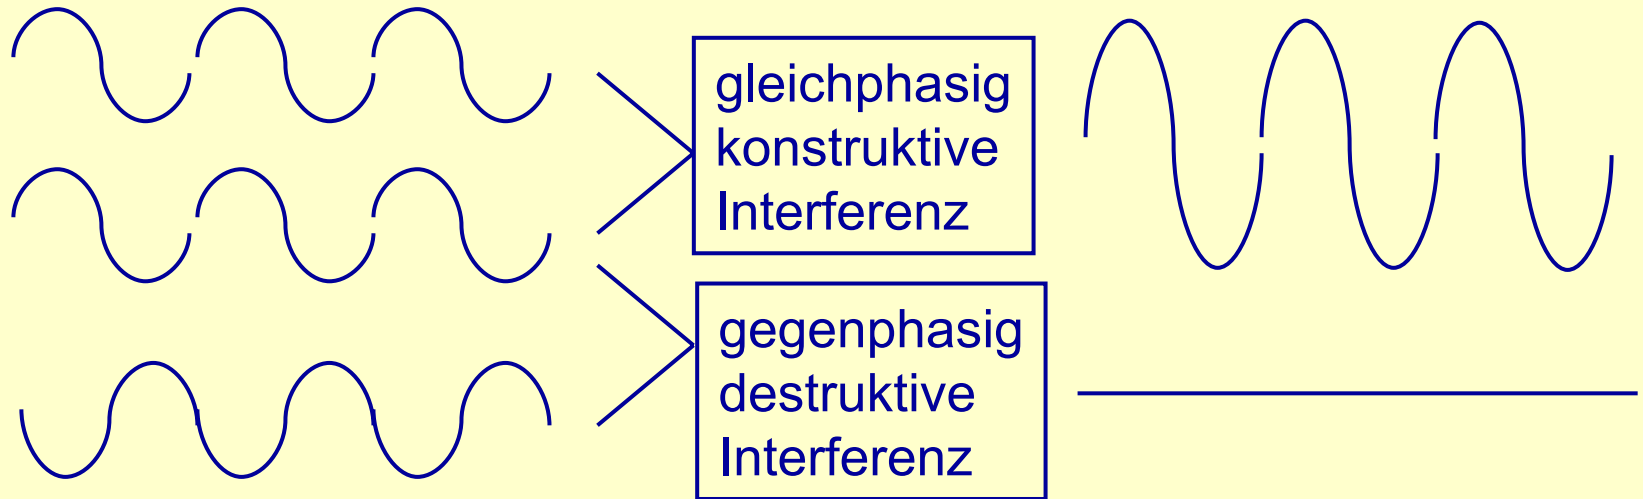 gleichphasig
konstruktive
Interferenz
gegenphasig
destruktive
Interferenz